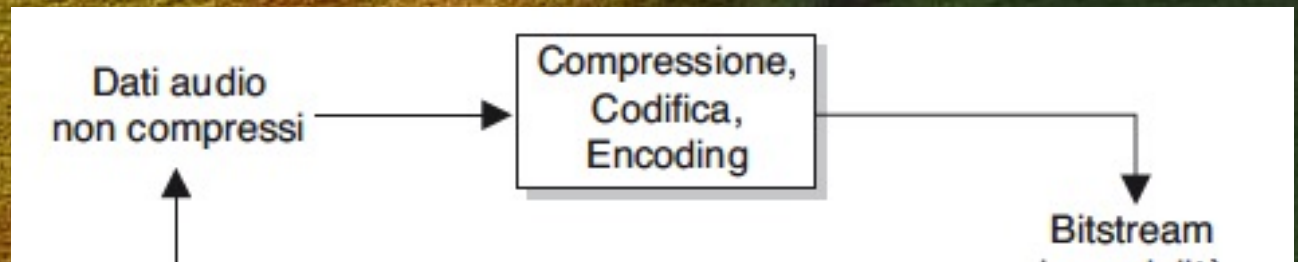 Dati audio
non compressi
Compressione,
Codifica,
Encoding
Bitstream